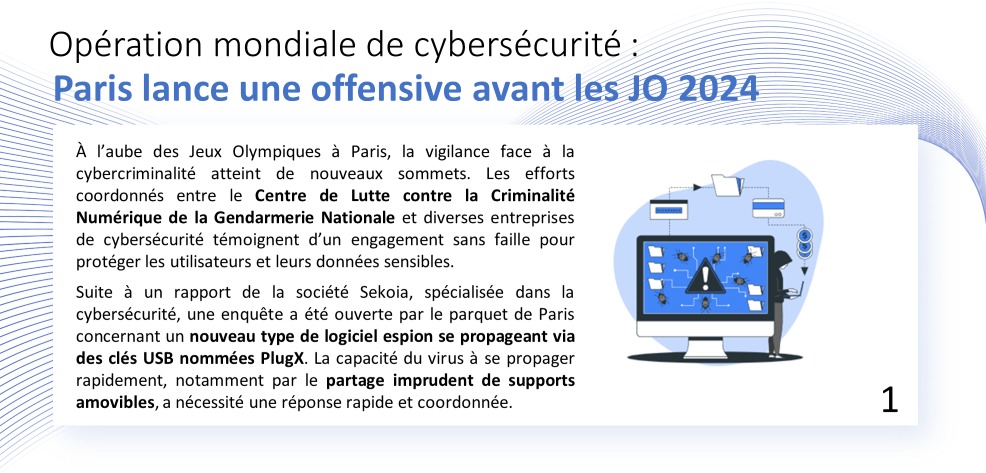 Opération mondiale de cybersécurité :
Paris lance une offensive avant les JO 2024
À l’aube des Jeux Olympiques à Paris, la vigilance face à la
cybercriminalité atteint de nouveaux sommets. Les efforts
coordonnés entre le Centre de Lutte contre la Criminalité
Numérique de la Gendarmerie Nationale et diverses entreprises
de cybersécurité témoignent d’un engagement sans faille pour
protéger les utilisateurs et leurs données sensibles.
Suite à un rapport de la société Sekoia, spécialisée dans la
cybersécurité, une enquête a été ouverte par le parquet de Paris
concernant un nouveau type de logiciel espion se propageant via
des clés USB nommées PlugX. La capacité du virus à se propager
rapidement, notamment par le partage imprudent de supports
amovibles, a nécessité une réponse rapide et coordonnée.
$
$
1